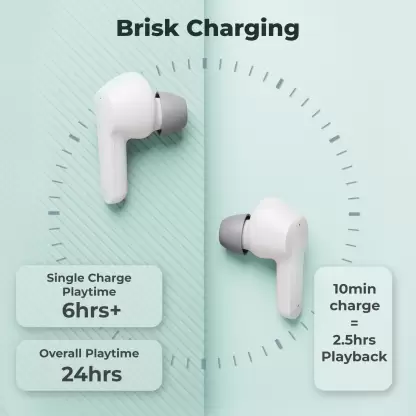 Brisk Charging
Single Charge
Playtime
6hrs+
Overall Playtime
24hrs
10min
charge
=
2.5hrs
Playback